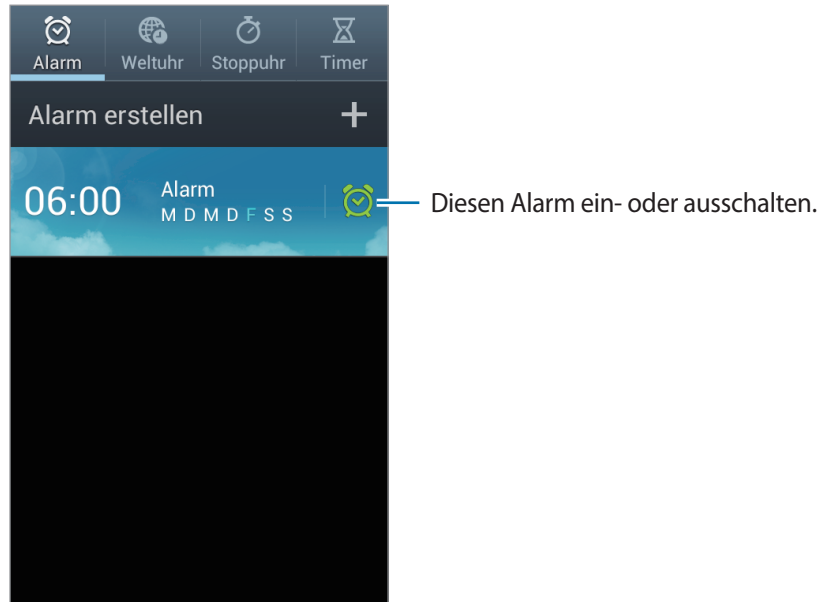 Alarm Weltuhr Stoppuhr Timer
Alarm erstellen
06:00 Alarm
M D M D F S S
Diesen Alarm ein- oder ausschalten.